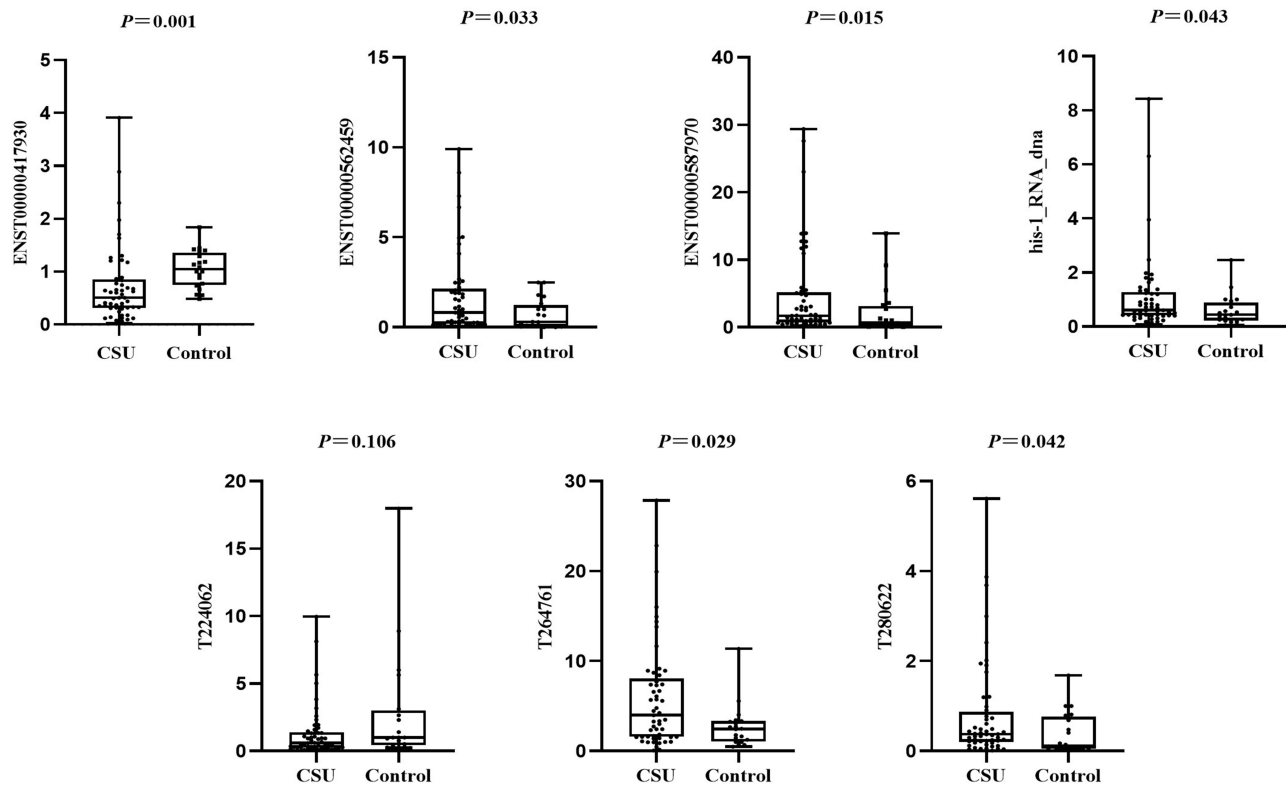 P=0.001
P=0.033
P=0.015
P=0.043
ENST00000417930
5
4
3
2
1
0
CSU Control
ENST00000562459
15
10
5
0
CSU Control
ENST00000587970
40
30
20
10
0
CSU Control
his-1_RNA_dna
10
8
6
4
2
0
CSU Control
P=0.106
P=0.029
P=0.042
T224062
20
15
10
5
0
CSU Control
T264761
30
20
10
0
CSU Control
T280622
6
4
2
0
CSU Control